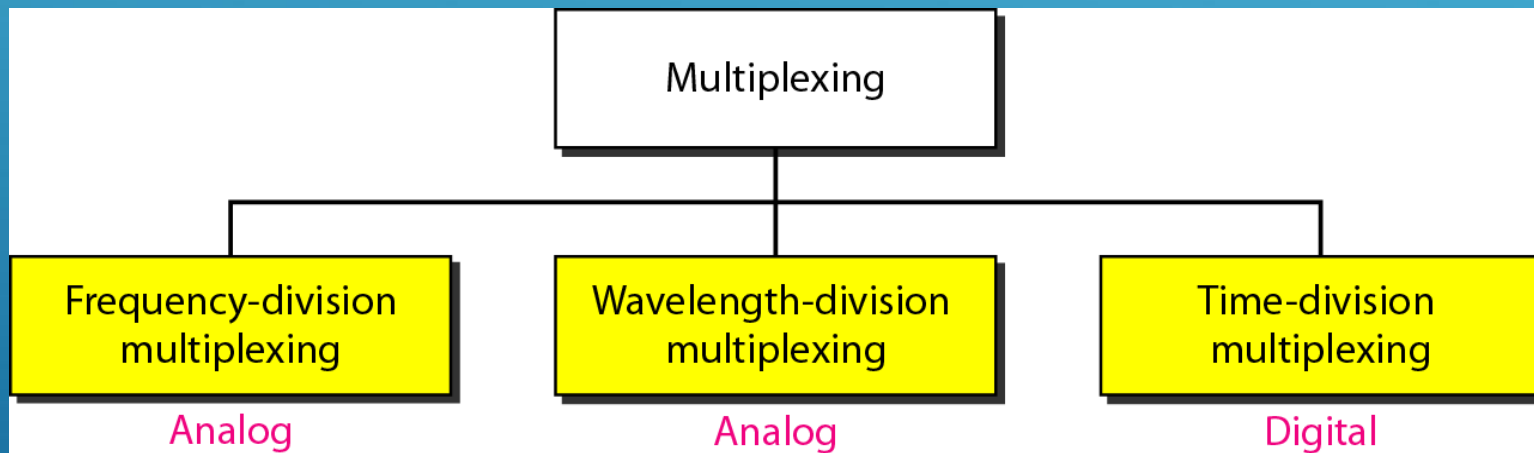 Multiplexing
Frequency-division
multiplexing
Analog
Wavelength-division
multiplexing
Analog
Time-division
multiplexing
Digital